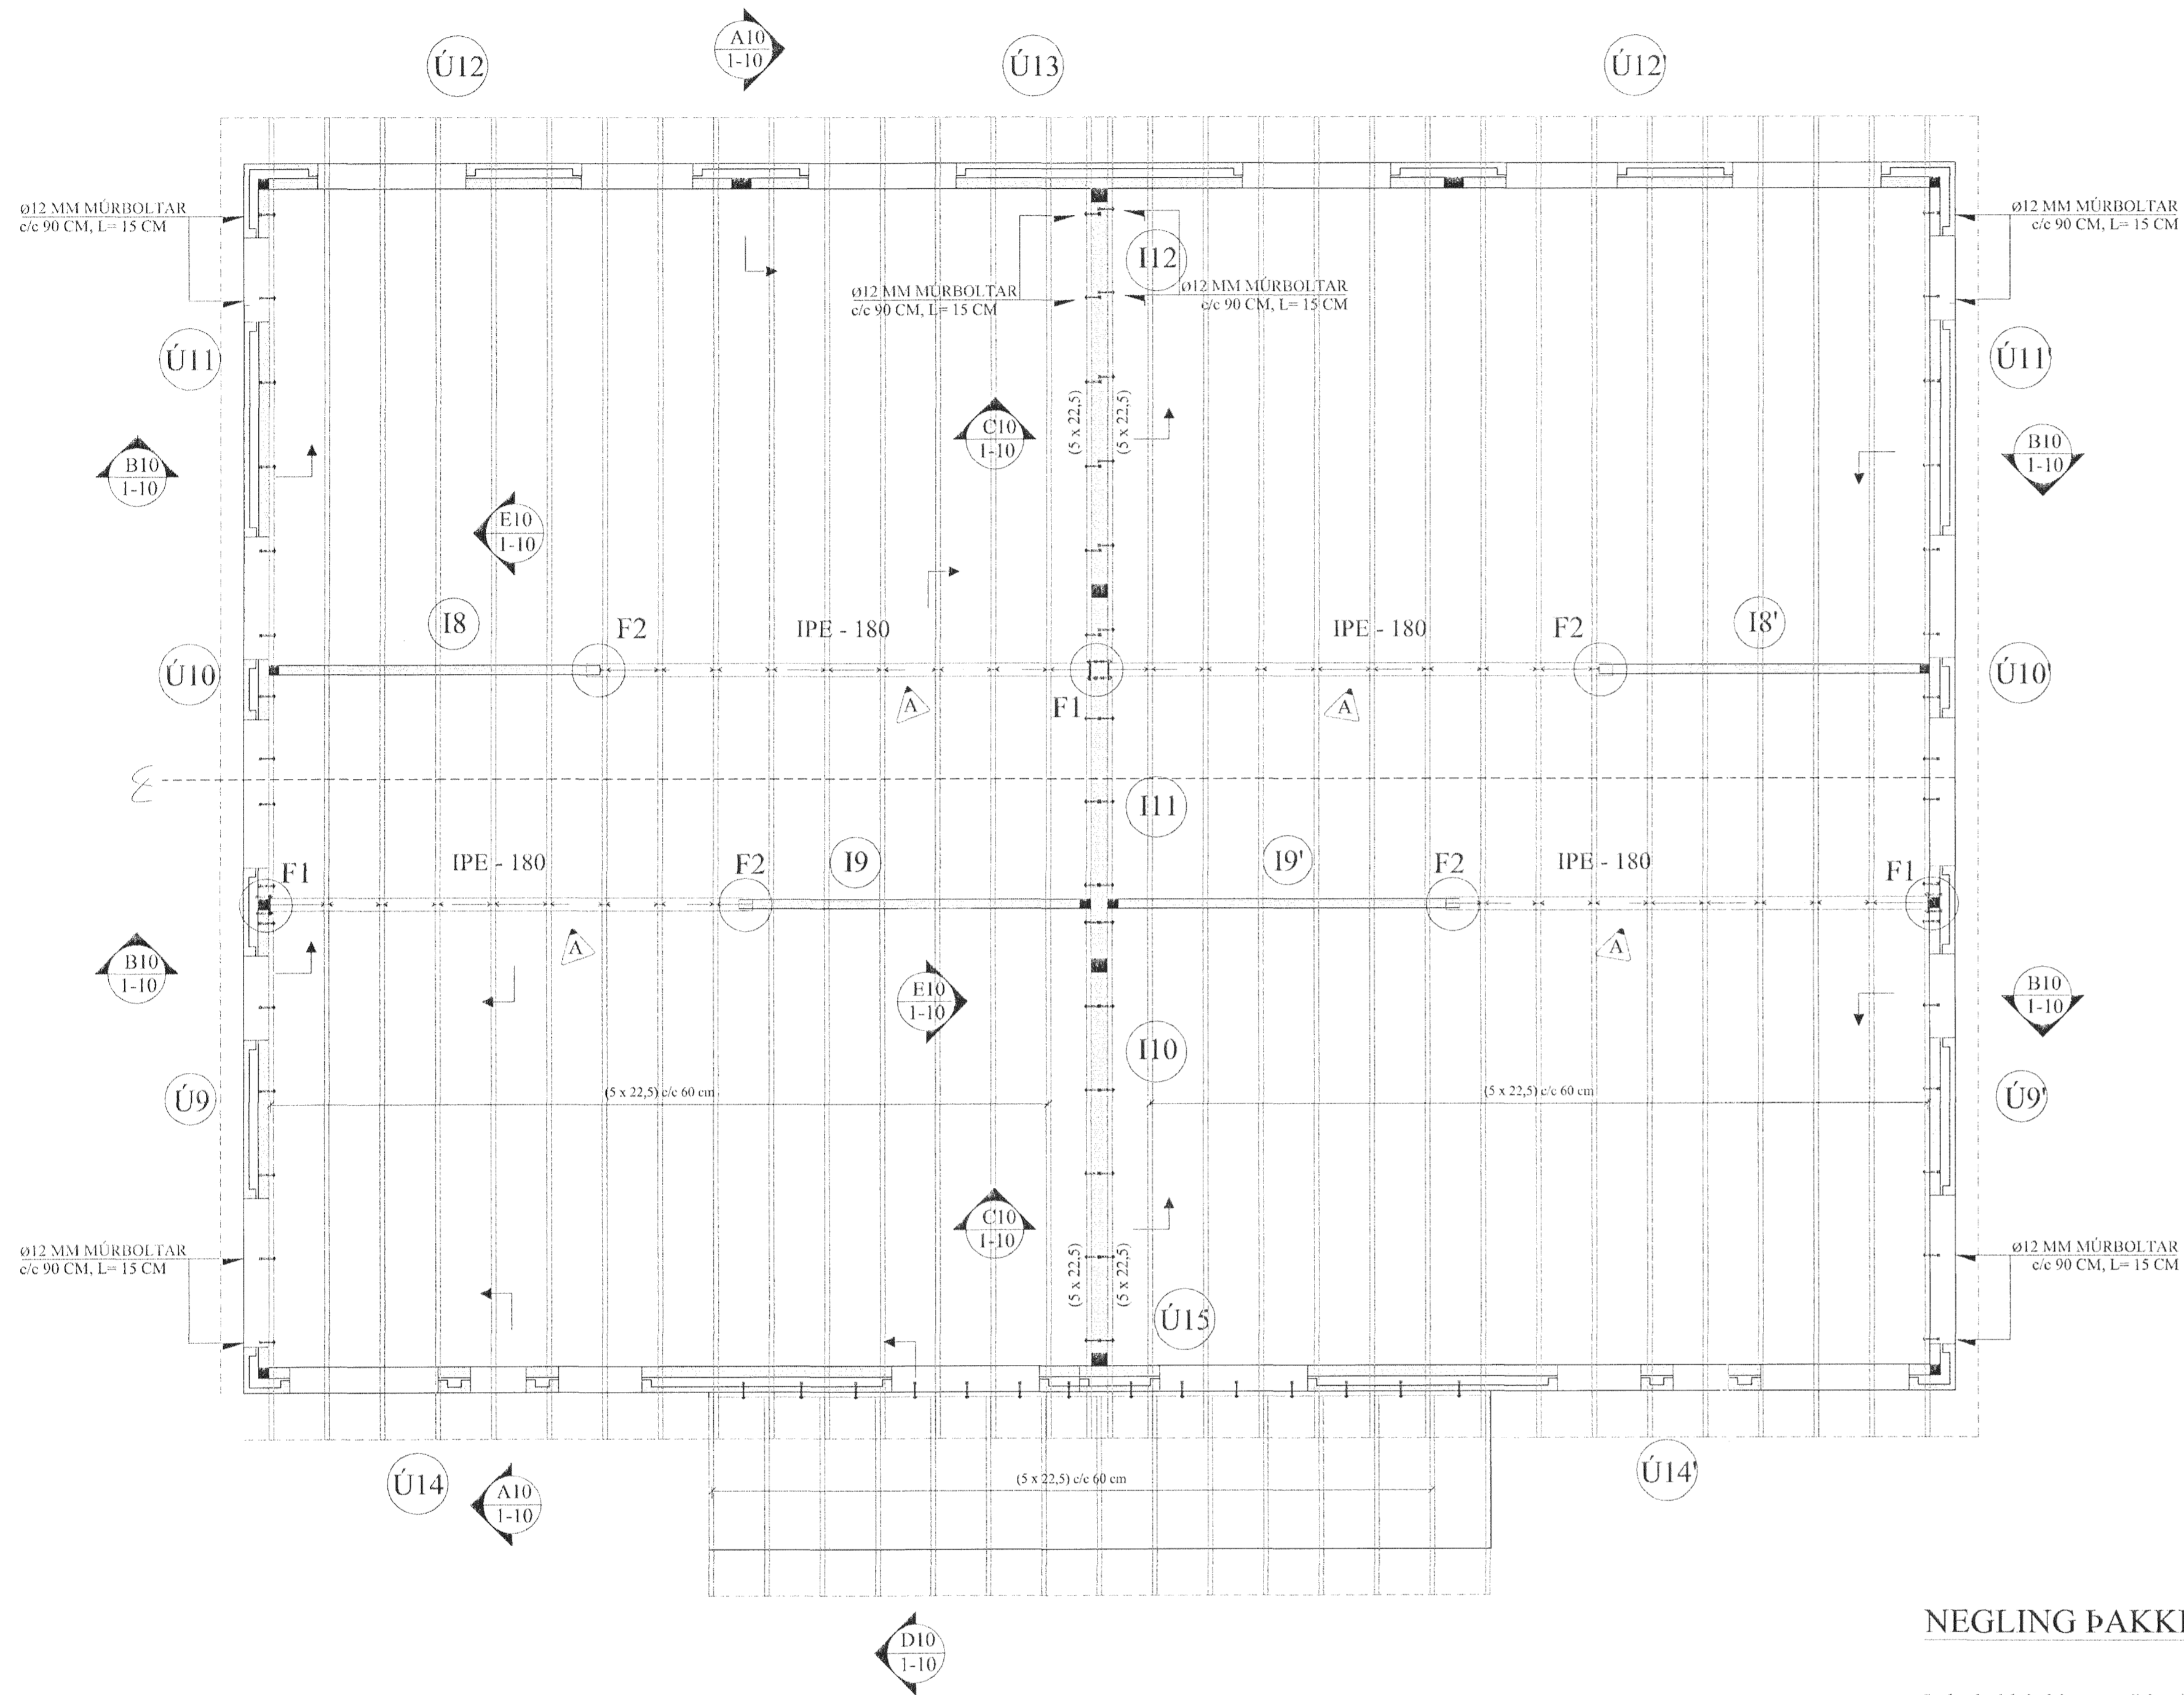 A10
1-10
Ú12
Ú13
Ú12'
ø12 MM MÚRBOLTAR
c/c 90 CM, L= 15 CM
ø12 MM MÚRBOLTAR
c/c 90 CM, L= 15 CM
I12
ø12 MM MÚRBOLTAR
c/c 90 CM, L= 15 CM
ø12 MM MÚRBOLTAR
c/c 90 CM, L= 15 CM
Ú11
Ú11'
(5 x 22,5)
(5 x 22,5)
C10
1-10
B10
1-10
B10
1-10
E10
1-10
I8
F2
IPE - 180
IPE - 180
F2
I8'
Ú10
Ú10'
A
F1
A
I11
F1
IPE - 180
F2
I9
I9'
F2
IPE - 180
F1
A
A
B10
1-10
E10
1-10
B10
1-10
I10
Ú9
(5 x 22,5) c/c 60 cm
(5 x 22,5) c/c 60 cm
Ú9'
C10
1-10
(5 x 22,5)
(5 x 22,5)
ø12 MM MÚRBOLTAR
c/c 90 CM, L= 15 CM
ø12 MM MÚRBOLTAR
c/c 90 CM, L= 15 CM
Ú15
Ú14
A10
1-10
(5 x 22,5) c/c 60 cm
Ú14'
D10
1-10
NEGLING ÞAKK